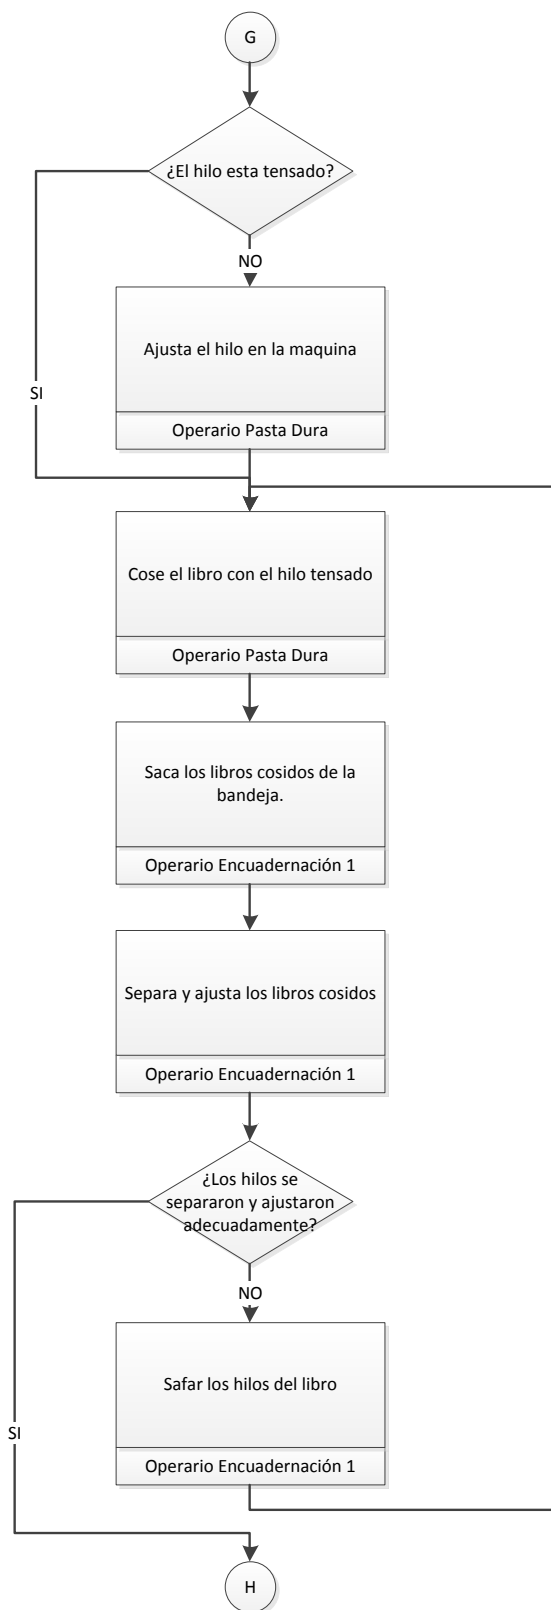 G
¿El hilo esta tensado?
NO
Ajusta el hilo en la maquina
SI
Operario Pasta Dura
Cose el libro con el hilo tensado
Operario Pasta Dura
Saca los libros cosidos de la
bandeja.
Operario Encuadernación 1
Separa y ajusta los libros cosidos
Operario Encuadernación 1
¿Los hilos se
separaron y ajustaron
adecuadamente?
NO
Safar los hilos del libro
SI
Operario Encuadernación 1
H